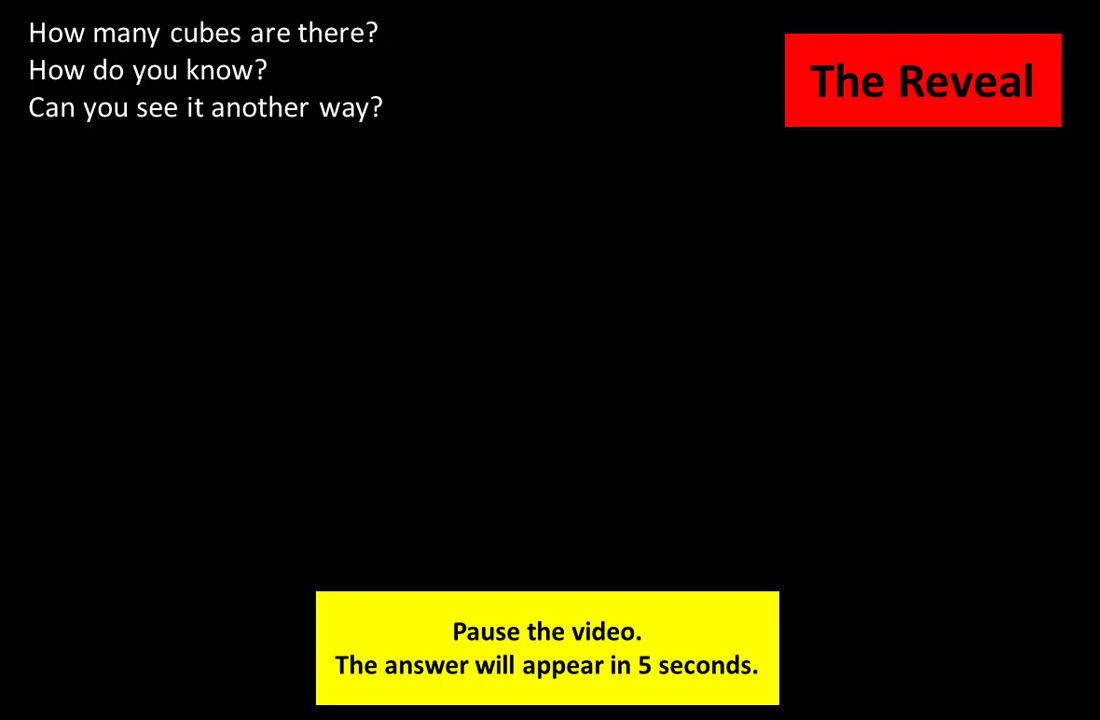 How many cubes are there?
How do you know?
Can you see it another way?
The Reveal
Pause the video.
The answer will appear in 5 seconds.